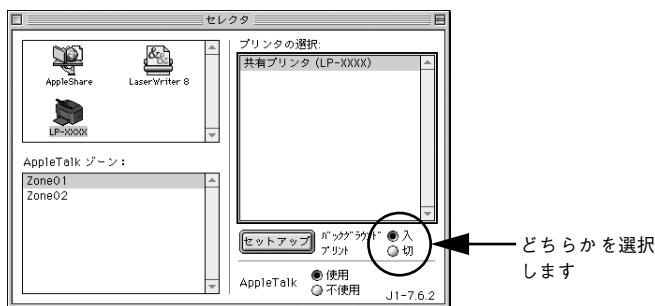 セレクタ
AppleShare
LaserWriter 8
LP-XXXX
AppleTalk ゾーン：
Zone01
Zone02
プリンタの選択:
共有プリンタ (LP-XXXX)
セットアップ
バックグラウンド
プリント
入
切
AppleTalk
使用
不使用
J1-7.6.2
どちらかを選択
します